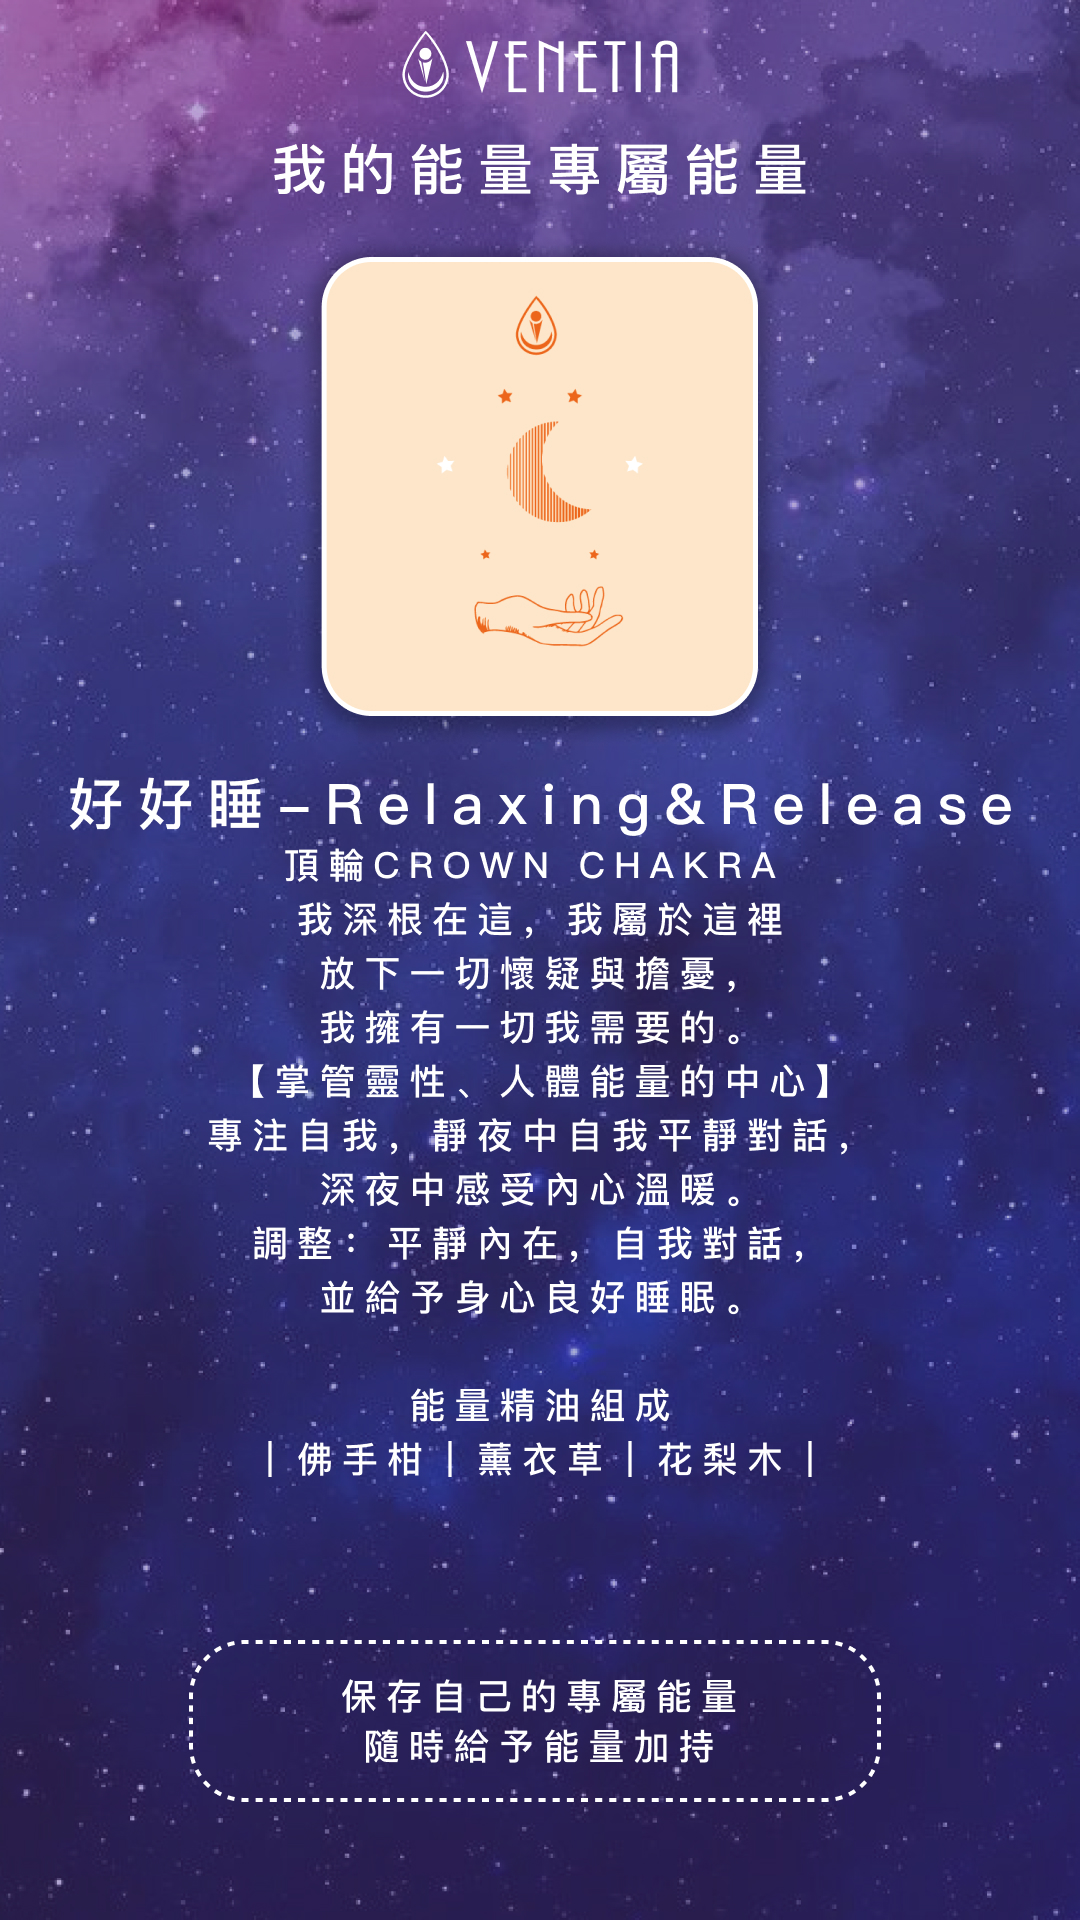 VENETIA
我的能量專屬能量
好好睡–Relaxing&Release
頂輪CROWN CHAKRA
我深根在這，我屬於這裡
放下一切懷疑與擔憂，
我擁有一切我需要的。
【掌管靈性、人體能量的中心】
專注自我，靜夜中自我平靜對話，
深夜中感受內心溫暖。
調整：平靜內在，自我對話，
並給予身心良好睡眠。
能量精油組成
｜佛手柑｜薰衣草｜花梨木｜
保存自己的專屬能量
隨時給予能量加持